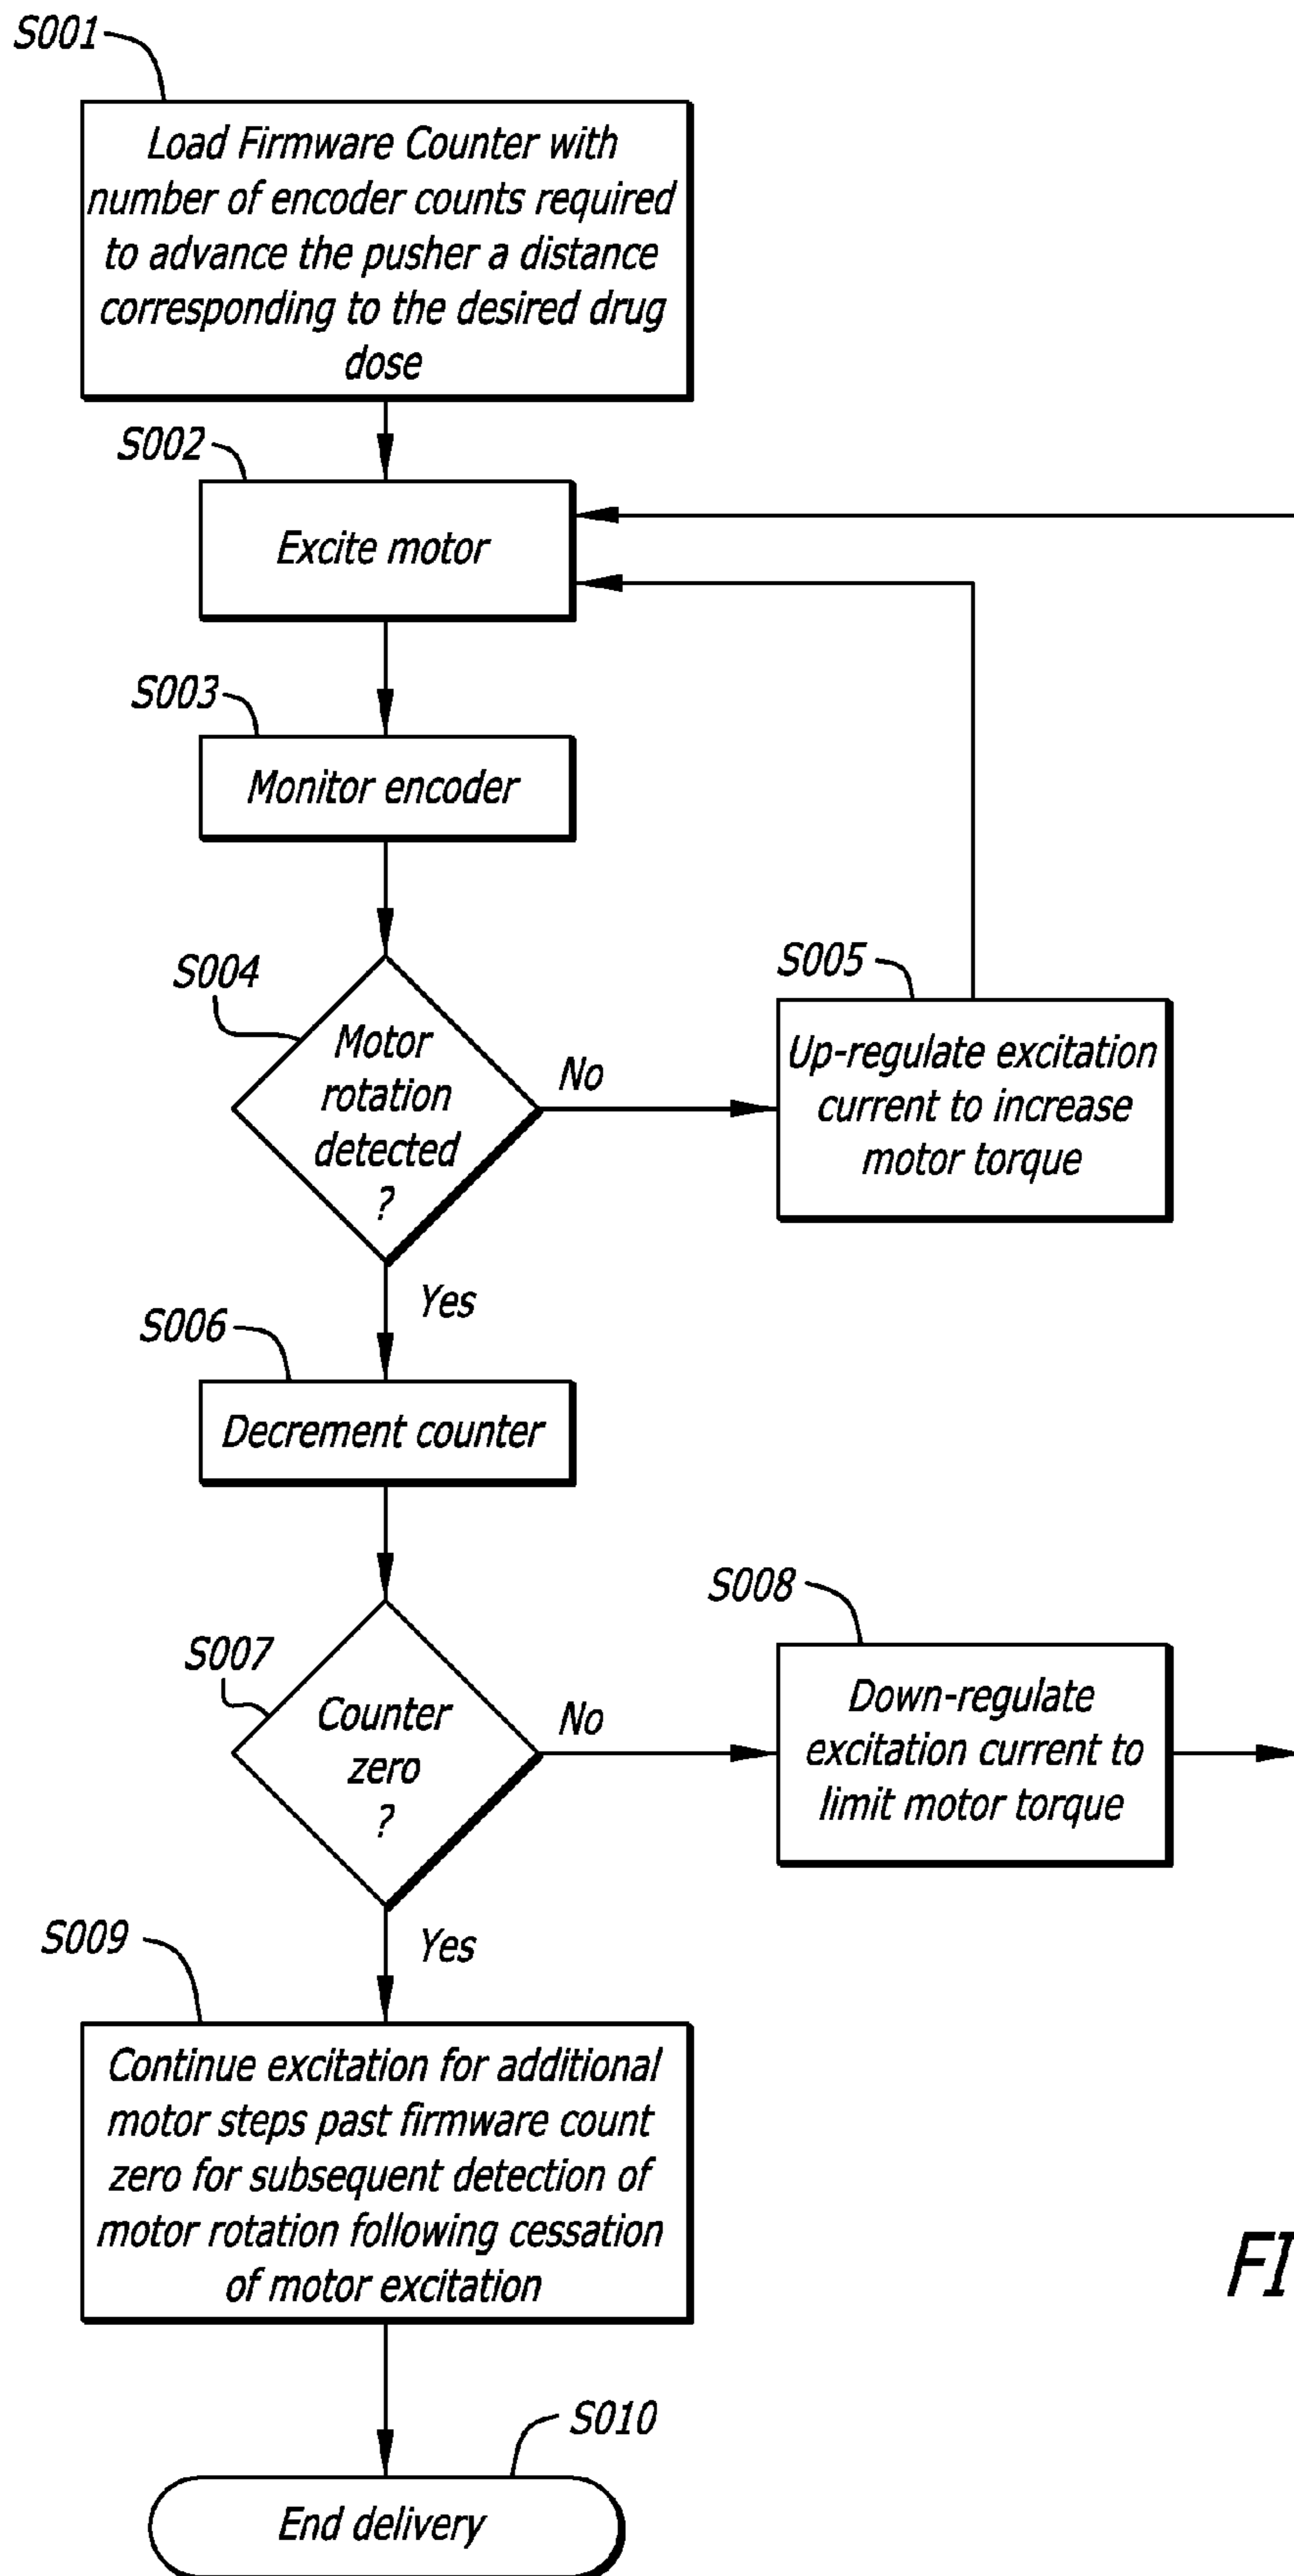 S001
Load Firmware Counter with
number of encoder counts required
to advance the pusher a distance
corresponding to the desired drug
dose
S002
Excite motor
S003
Monitor encoder
S004
Motor
rotation
detected
?
No
S005
Up-regulate excitation
current to increase
motor torque
Yes
S006
Decrement counter
S007
Counter
zero
?
No
S008
Down-regulate
excitation current to
limit motor torque
Yes
S009
Continue excitation for additional
motor steps past firmware count
zero for subsequent detection of
motor rotation following cessation
of motor excitation
FI
S010
End delivery